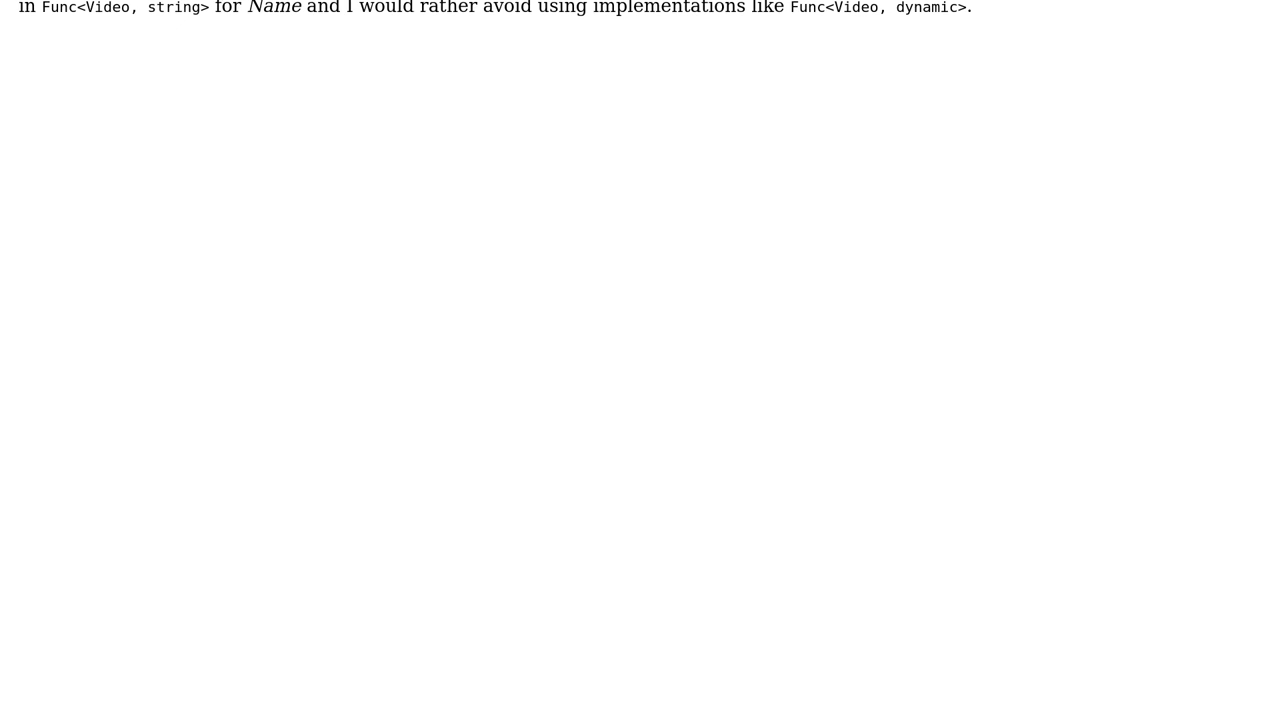 in Func<Video, string> for Name and I would rather avoid using implementations like Func<Video, dynamic>.